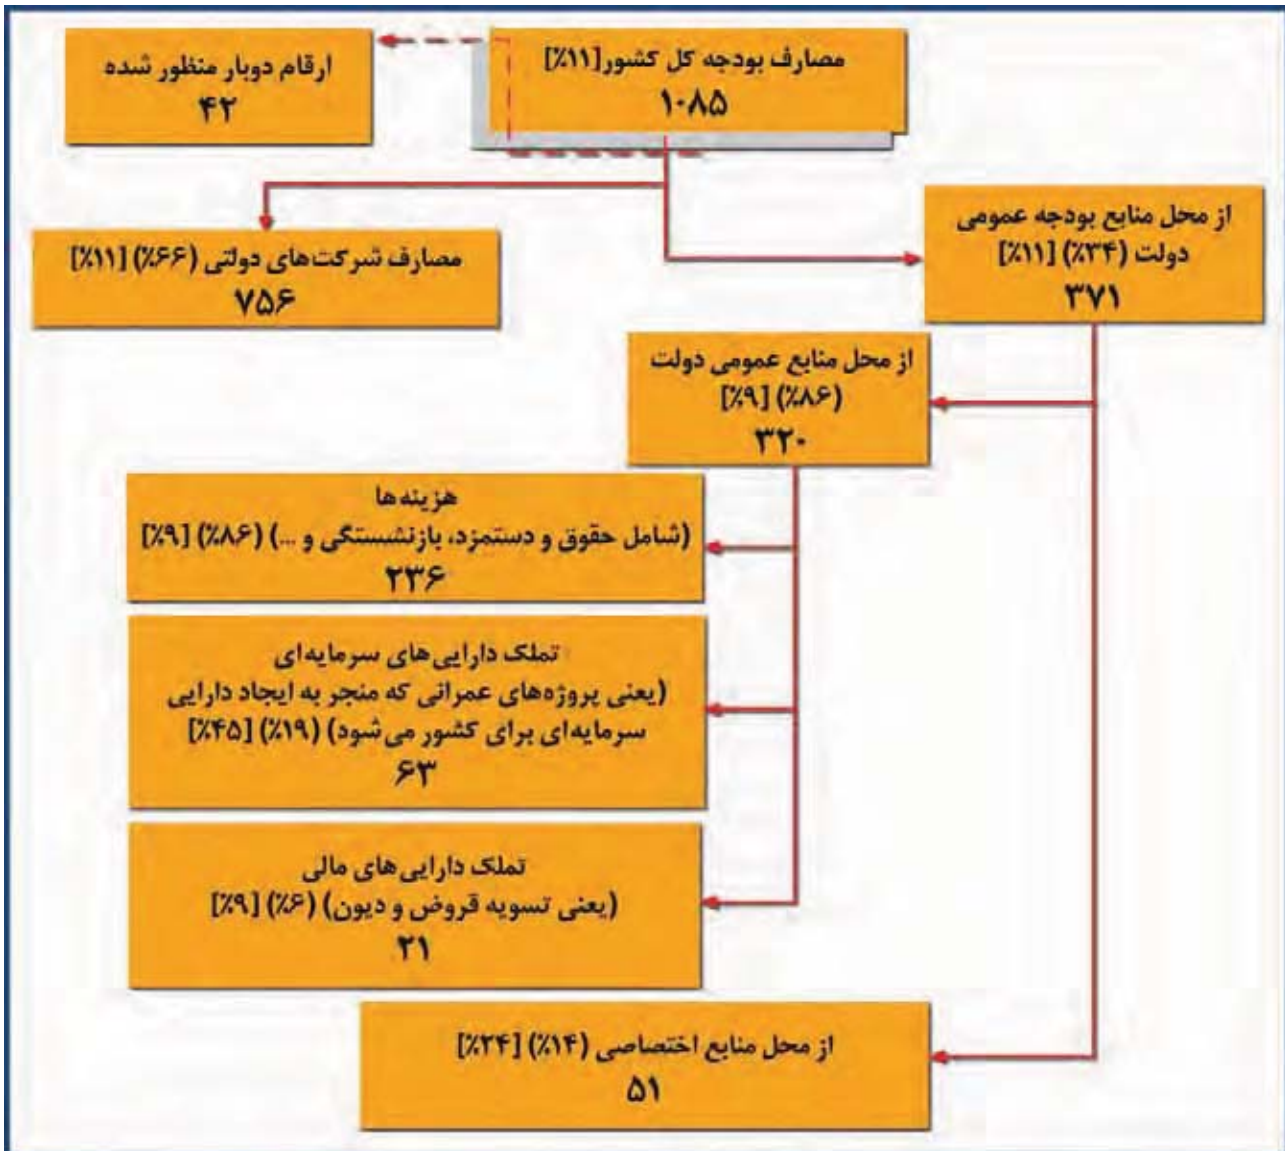 مصارف بودجه کل کشور[۱۱٪]
۱۰۸۵
ارقام دوبار منظور شده
۴۲
از محل منابع بودجه عمومی
دولت (۳۴٪) [۱۱٪]
۳۷۱
مصارف شرکت‌های دولتی (۶۶٪) [۱۱٪]
۷۵۶
از محل منابع عمومی دولت
(۸۶٪) [۹٪]
۳۲۰
هزینه‌ها
(شامل حقوق و دستمزد، بازنشستگی و ...) (۸۶٪) [۹٪]
۲۳۶
تملک دارایی‌های سرمایه‌ای
(یعنی پروژه‌های عمرانی که منجر به ایجاد دارایی
سرمایه‌ای برای کشور می‌شود) (۱۹٪) [۴۵٪]
۶۳
تملک دارایی‌های مالی
(یعنی تسویه قروض و دیون) (۶٪) [۹٪]
۲۱
از محل منابع اختصاصی (۱۴٪) [۲۴٪]
۵۱